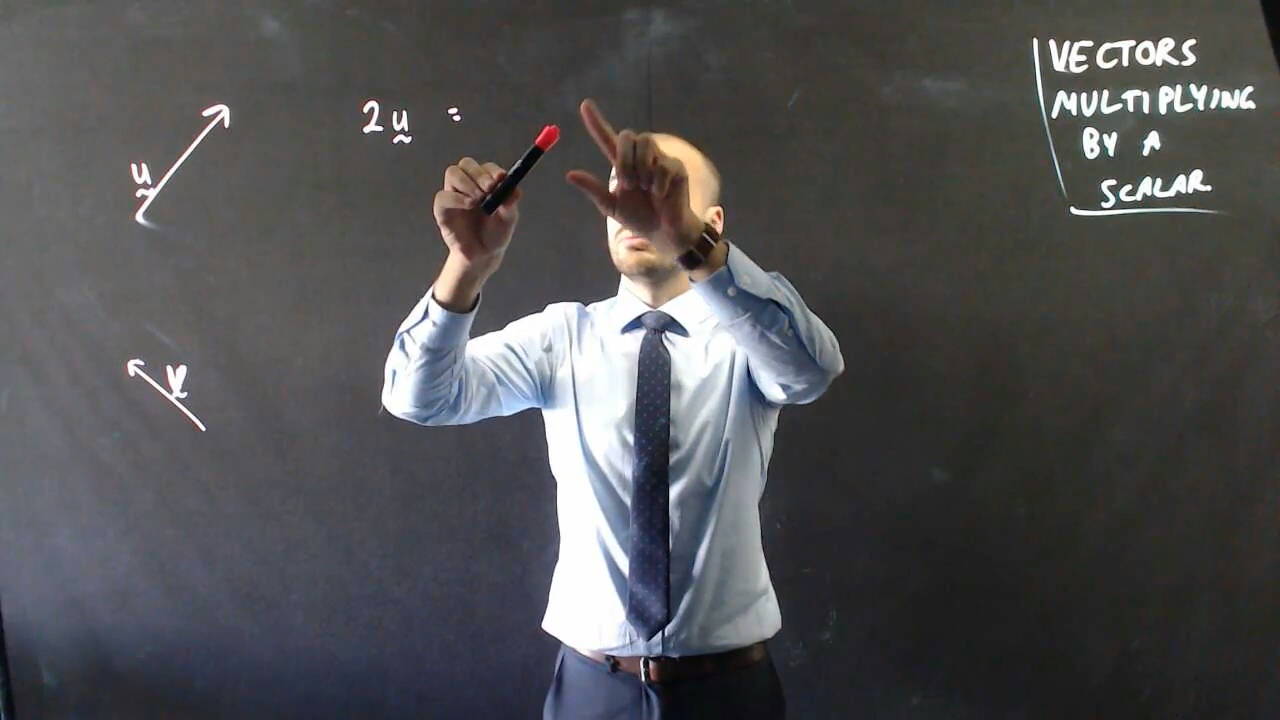 VECTORS
MULTIPLYING
BY A
SCALAR
2u =
u
v